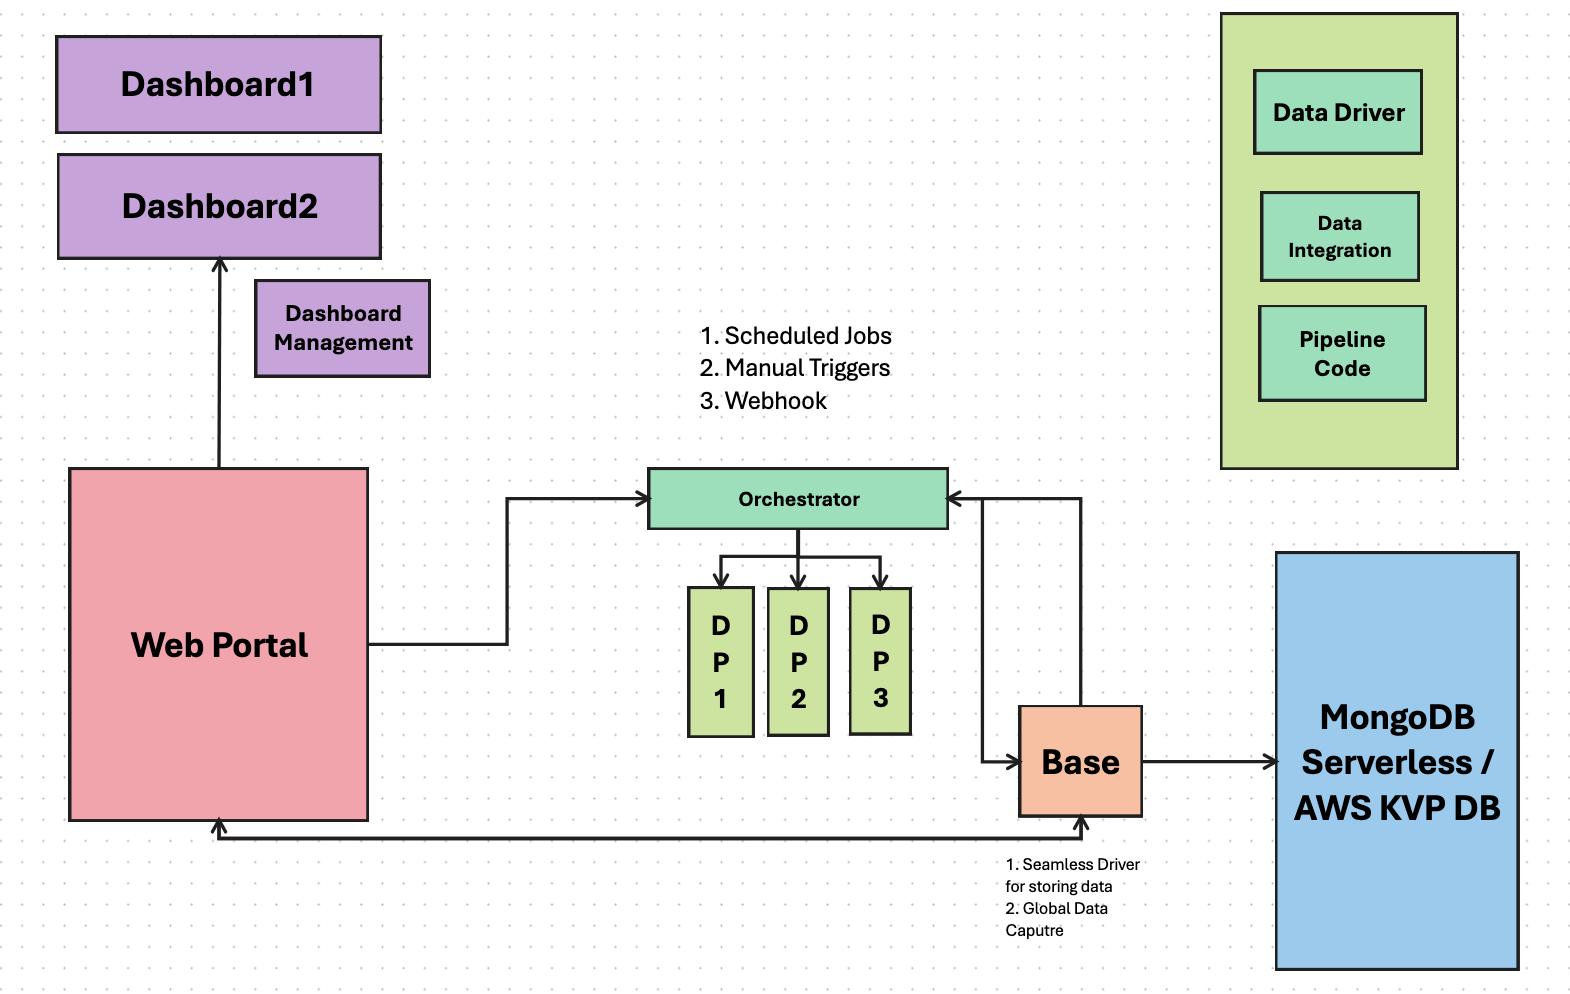 Dashboard1
Dashboard2
Dashboard
Management
Data Driver
Data
Integration
Pipeline
Code
1. Scheduled Jobs
2. Manual Triggers
3. Webhook
Orchestrator
D
P
1
D
P
2
D
P
3
Web Portal
Base
1. Seamless Driver
for storing data
2. Global Data
Caputre
MongoDB
Serverless /
AWS KVP DB